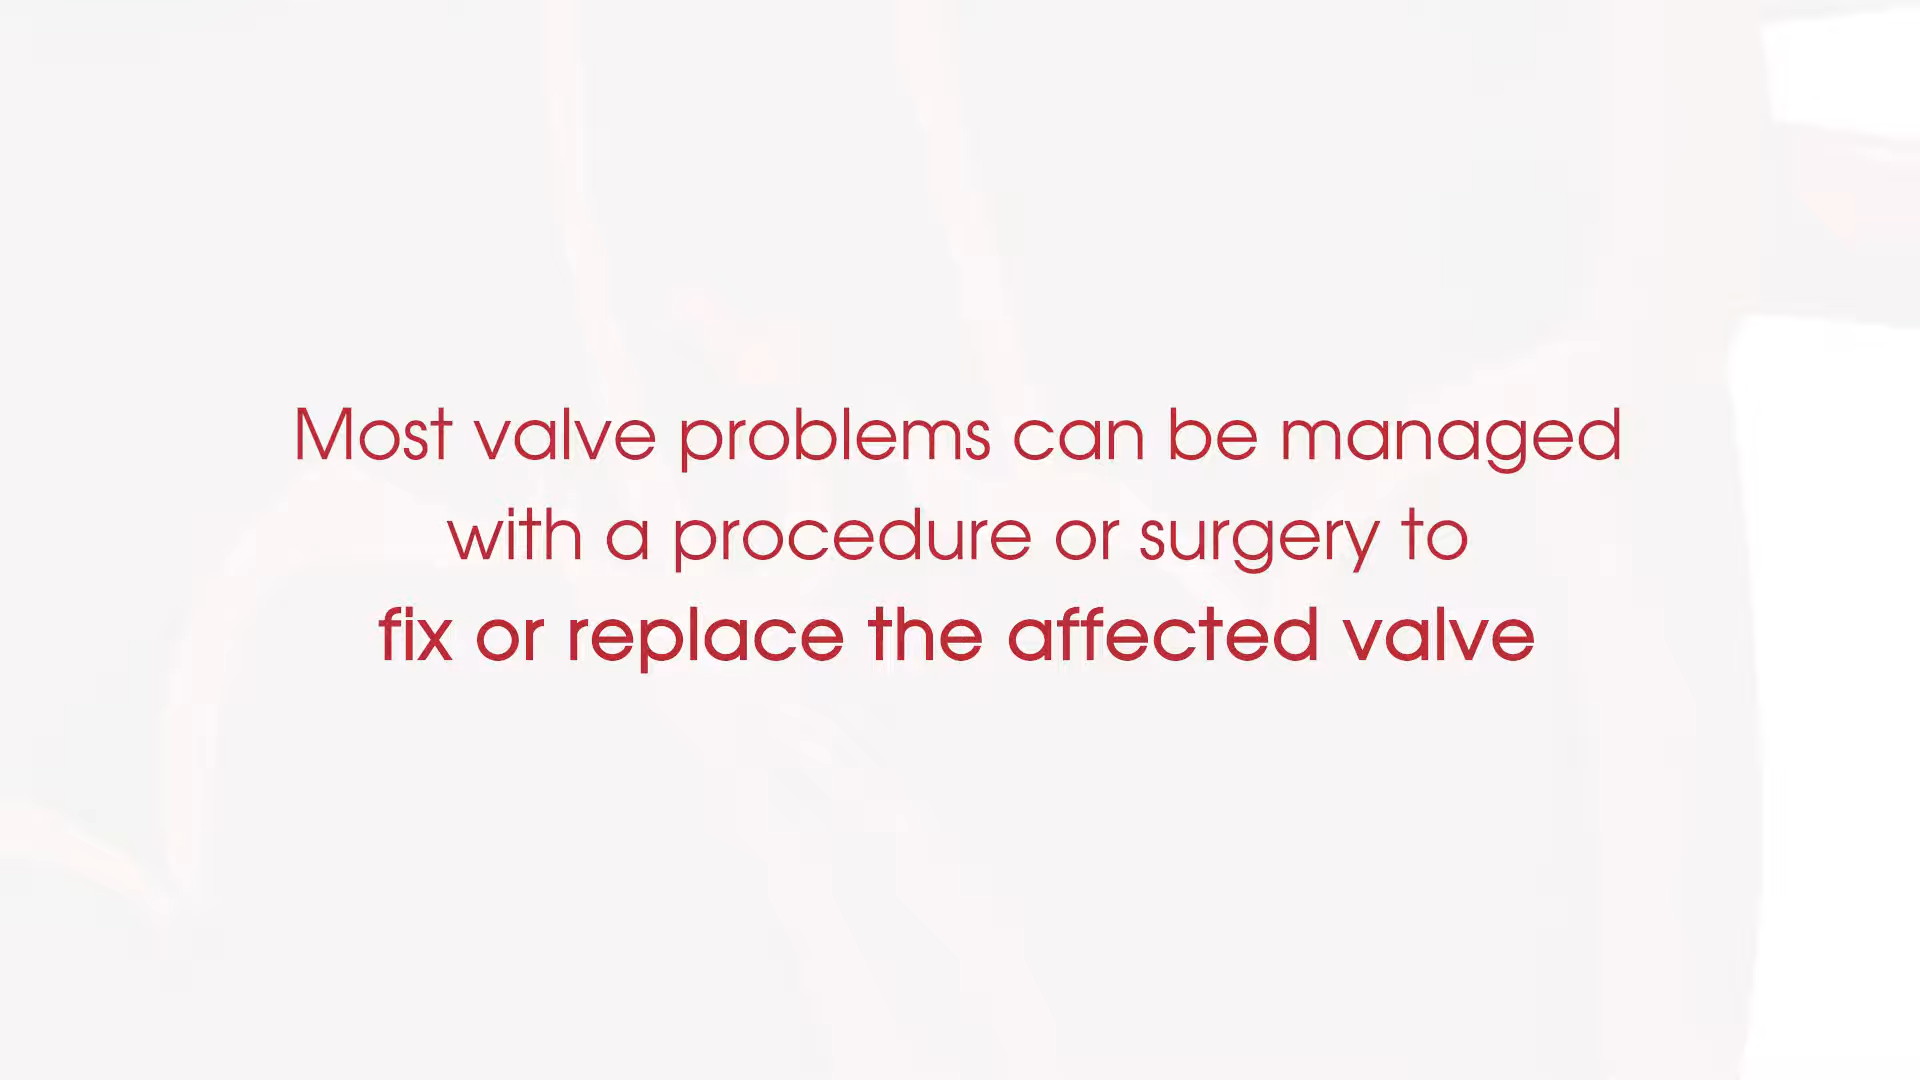 Most valve problems can be managed
with a procedure or surgery to
fix or replace the affected valve